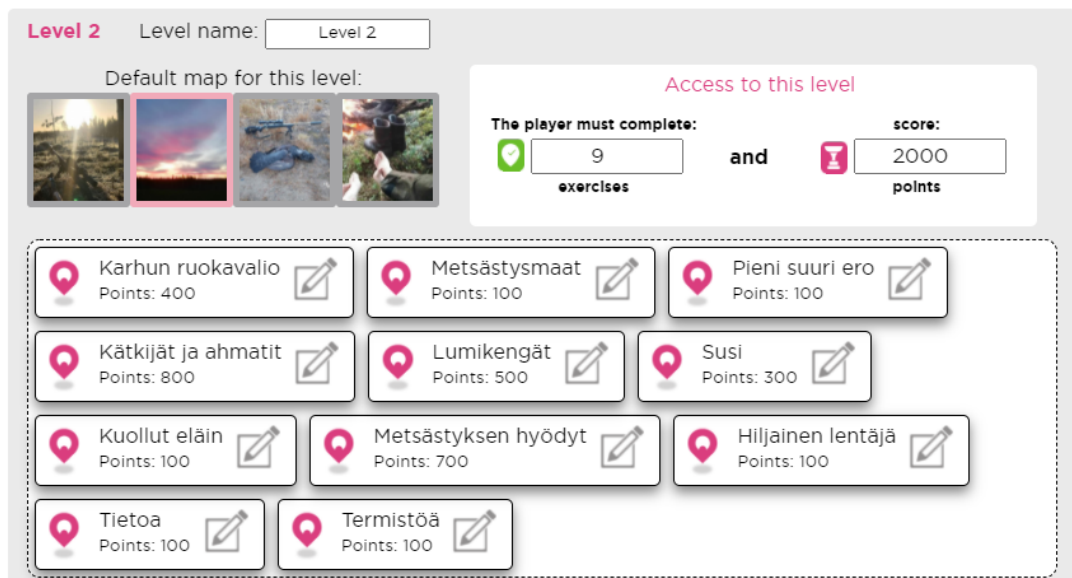 Level 2 Level name: Level 2
Default map for this level:
Access to this level
The player must complete: score:
9 and 2000
exercises points
Karhun ruokavalio Metsästysmaat Pieni suuri ero
Points: 400 Points: 100 Points: 100
Kätkijät ja ahmatit Lumikengät Susi
Points: 800 Points: 500 Points: 300
Kuollut eläin Metsästyksen hyödyt Hiljainen lentäjä
Points: 100 Points: 700 Points: 100
Tietoa Termistöä
Points: 100 Points: 100